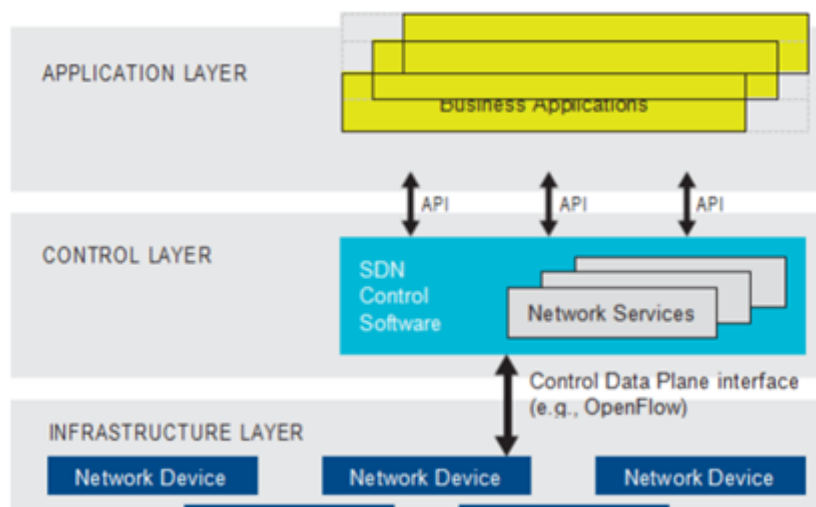 APPLICATION LAYER
Business Applications
API
API
API
CONTROL LAYER
SDN
Control
Software
Network Services
Control Data Plane interface
(e.g., OpenFlow)
INFRASTRUCTURE LAYER
Network Device
Network Device
Network Device